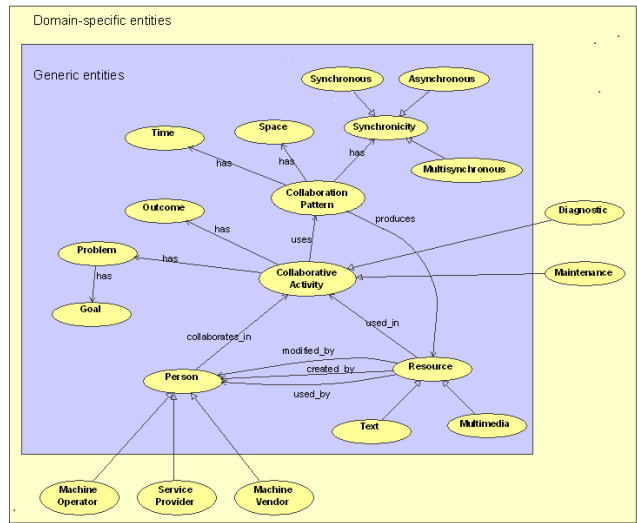 Domain-specific entities
Generic entities
Synchronous
Asynchronous
Time
Space
Synchronicity
has
has
has
Multisynchronous
Collaboration
Pattern
Outcome
produces
Diagnostic
has
uses
Problem
has
Collaborative
Activity
Maintenance
has
Goal
collaborates_in
used_in
modified_by
created_by
Resource
Person
used_by
Text
Multimedia
Machine
Operator
Service
Provider
Machine
Vendor